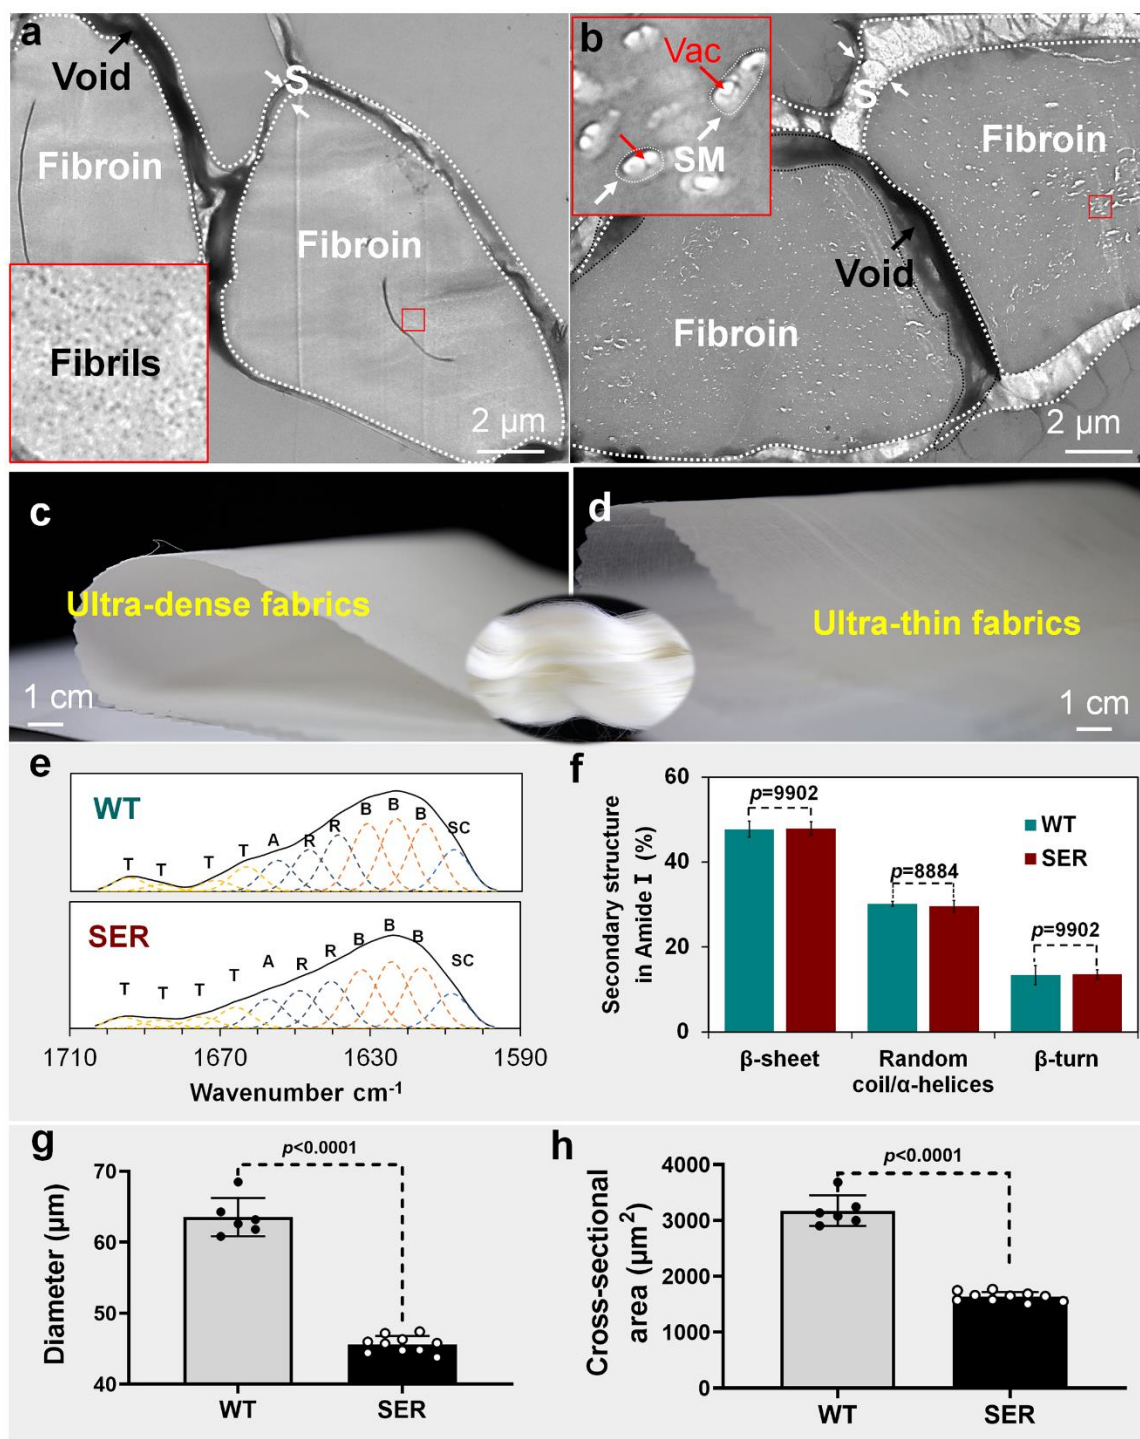 a
Void
S
Fibroin
Fibroin
Fibrils
2 μm
b
Vac
SM
S
Fibroin
Void
Fibroin
2 μm
c
Ultra-dense fabrics
1 cm
d
Ultra-thin fabrics
1 cm
e
WT
T T T T A R R B B B SC
SER
T T T T A R R B B B SC
1710 1670 1630 1590
Wavenumber cm-1
f
Secondary structure
in Amide I (%)
60
40
20
0
p=9902
p=8884
p=9902
WT
SER
β-sheet
Random
coil/α-helices
β-turn
g
p<0.0001
Diameter (μm)
70
60
50
40
WT SER
h
p<0.0001
Cross-sectional
area (μm2)
4000
3000
2000
1000
0
WT SER